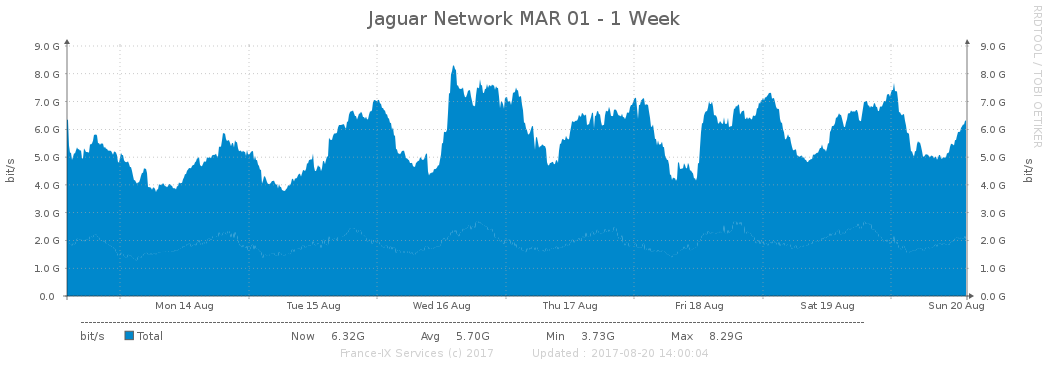 Jaguar Network MAR 01 - 1 Week
RRDTOOL / TOBI OETIKER
bit/s
9.0 G 9.0 G
8.0 G 8.0 G
7.0 G 7.0 G
6.0 G 6.0 G
5.0 G 5.0 G
4.0 G 4.0 G
3.0 G 3.0 G
2.0 G 2.0 G
1.0 G 1.0 G
0.0 0.0 G
bit/s
Mon 14 Aug Tue 15 Aug Wed 16 Aug Thu 17 Aug Fri 18 Aug Sat 19 Aug Sun 20 Aug
bit/s Total Now 6.32G Avg 5.70G Min 3.73G Max 8.29G
France-IX Services (c) 2017 Updated : 2017-08-20 14:00:04